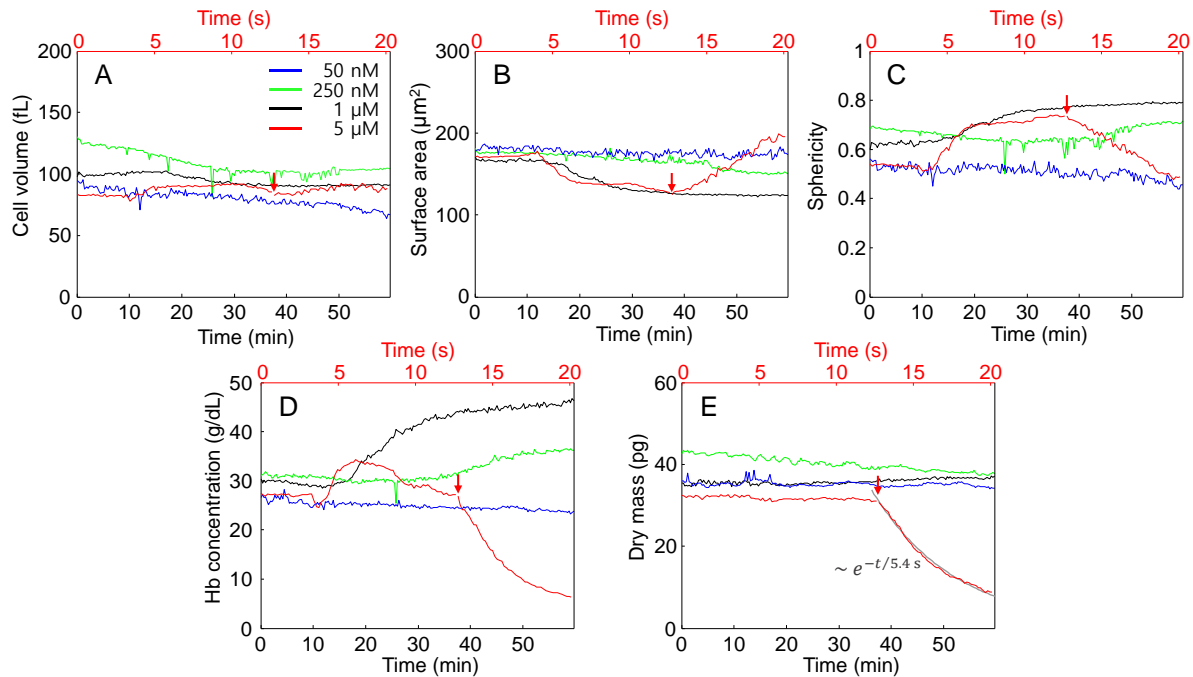 Time (s)
Time (s)
Time (s)
0 5 10 15 20
0 5 10 15 20
0 5 10 15 20
200
150
100
50
0
Cell volume (fL)
A
50 nM
250 nM
1 µM
5 µM
0 10 20 30 40 50
Time (min)
300
200
100
0
Surface area (µm²)
B
0 10 20 30 40 50
Time (min)
1
0.8
0.6
0.4
0.2
0
Sphericity
C
0 10 20 30 40 50
Time (min)
Time (s)
Time (s)
0 5 10 15 20
0 5 10 15 20
50
40
30
20
10
0
Hb concentration (g/dL)
D
0 10 20 30 40 50
Time (min)
60
40
20
0
Dry mass (pg)
E
~ e^{−t/5.4 s}
0 10 20 30 40 50
Time (min)